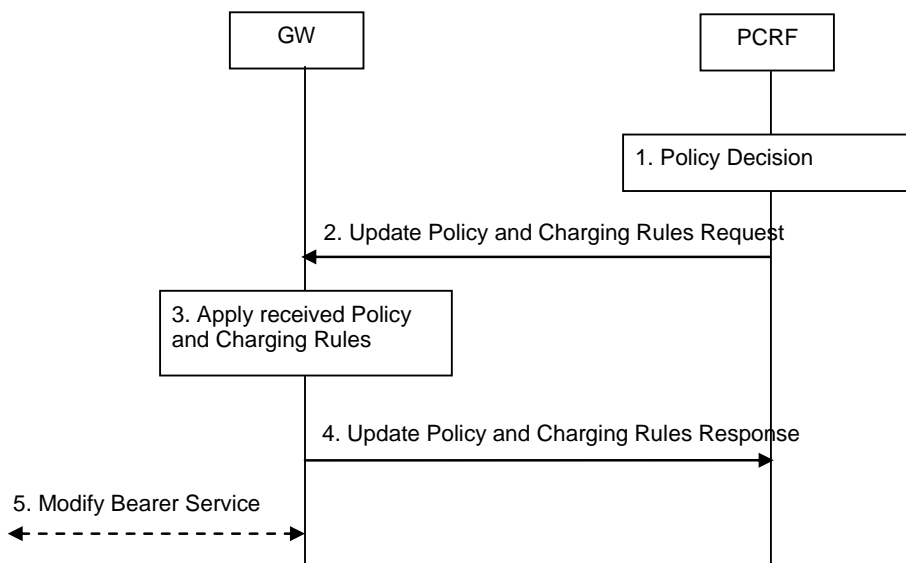 GW
PCRF
1. Policy Decision
2. Update Policy and Charging Rules Request
3. Apply received Policy
and Charging Rules
4. Update Policy and Charging Rules Response
5. Modify Bearer Service